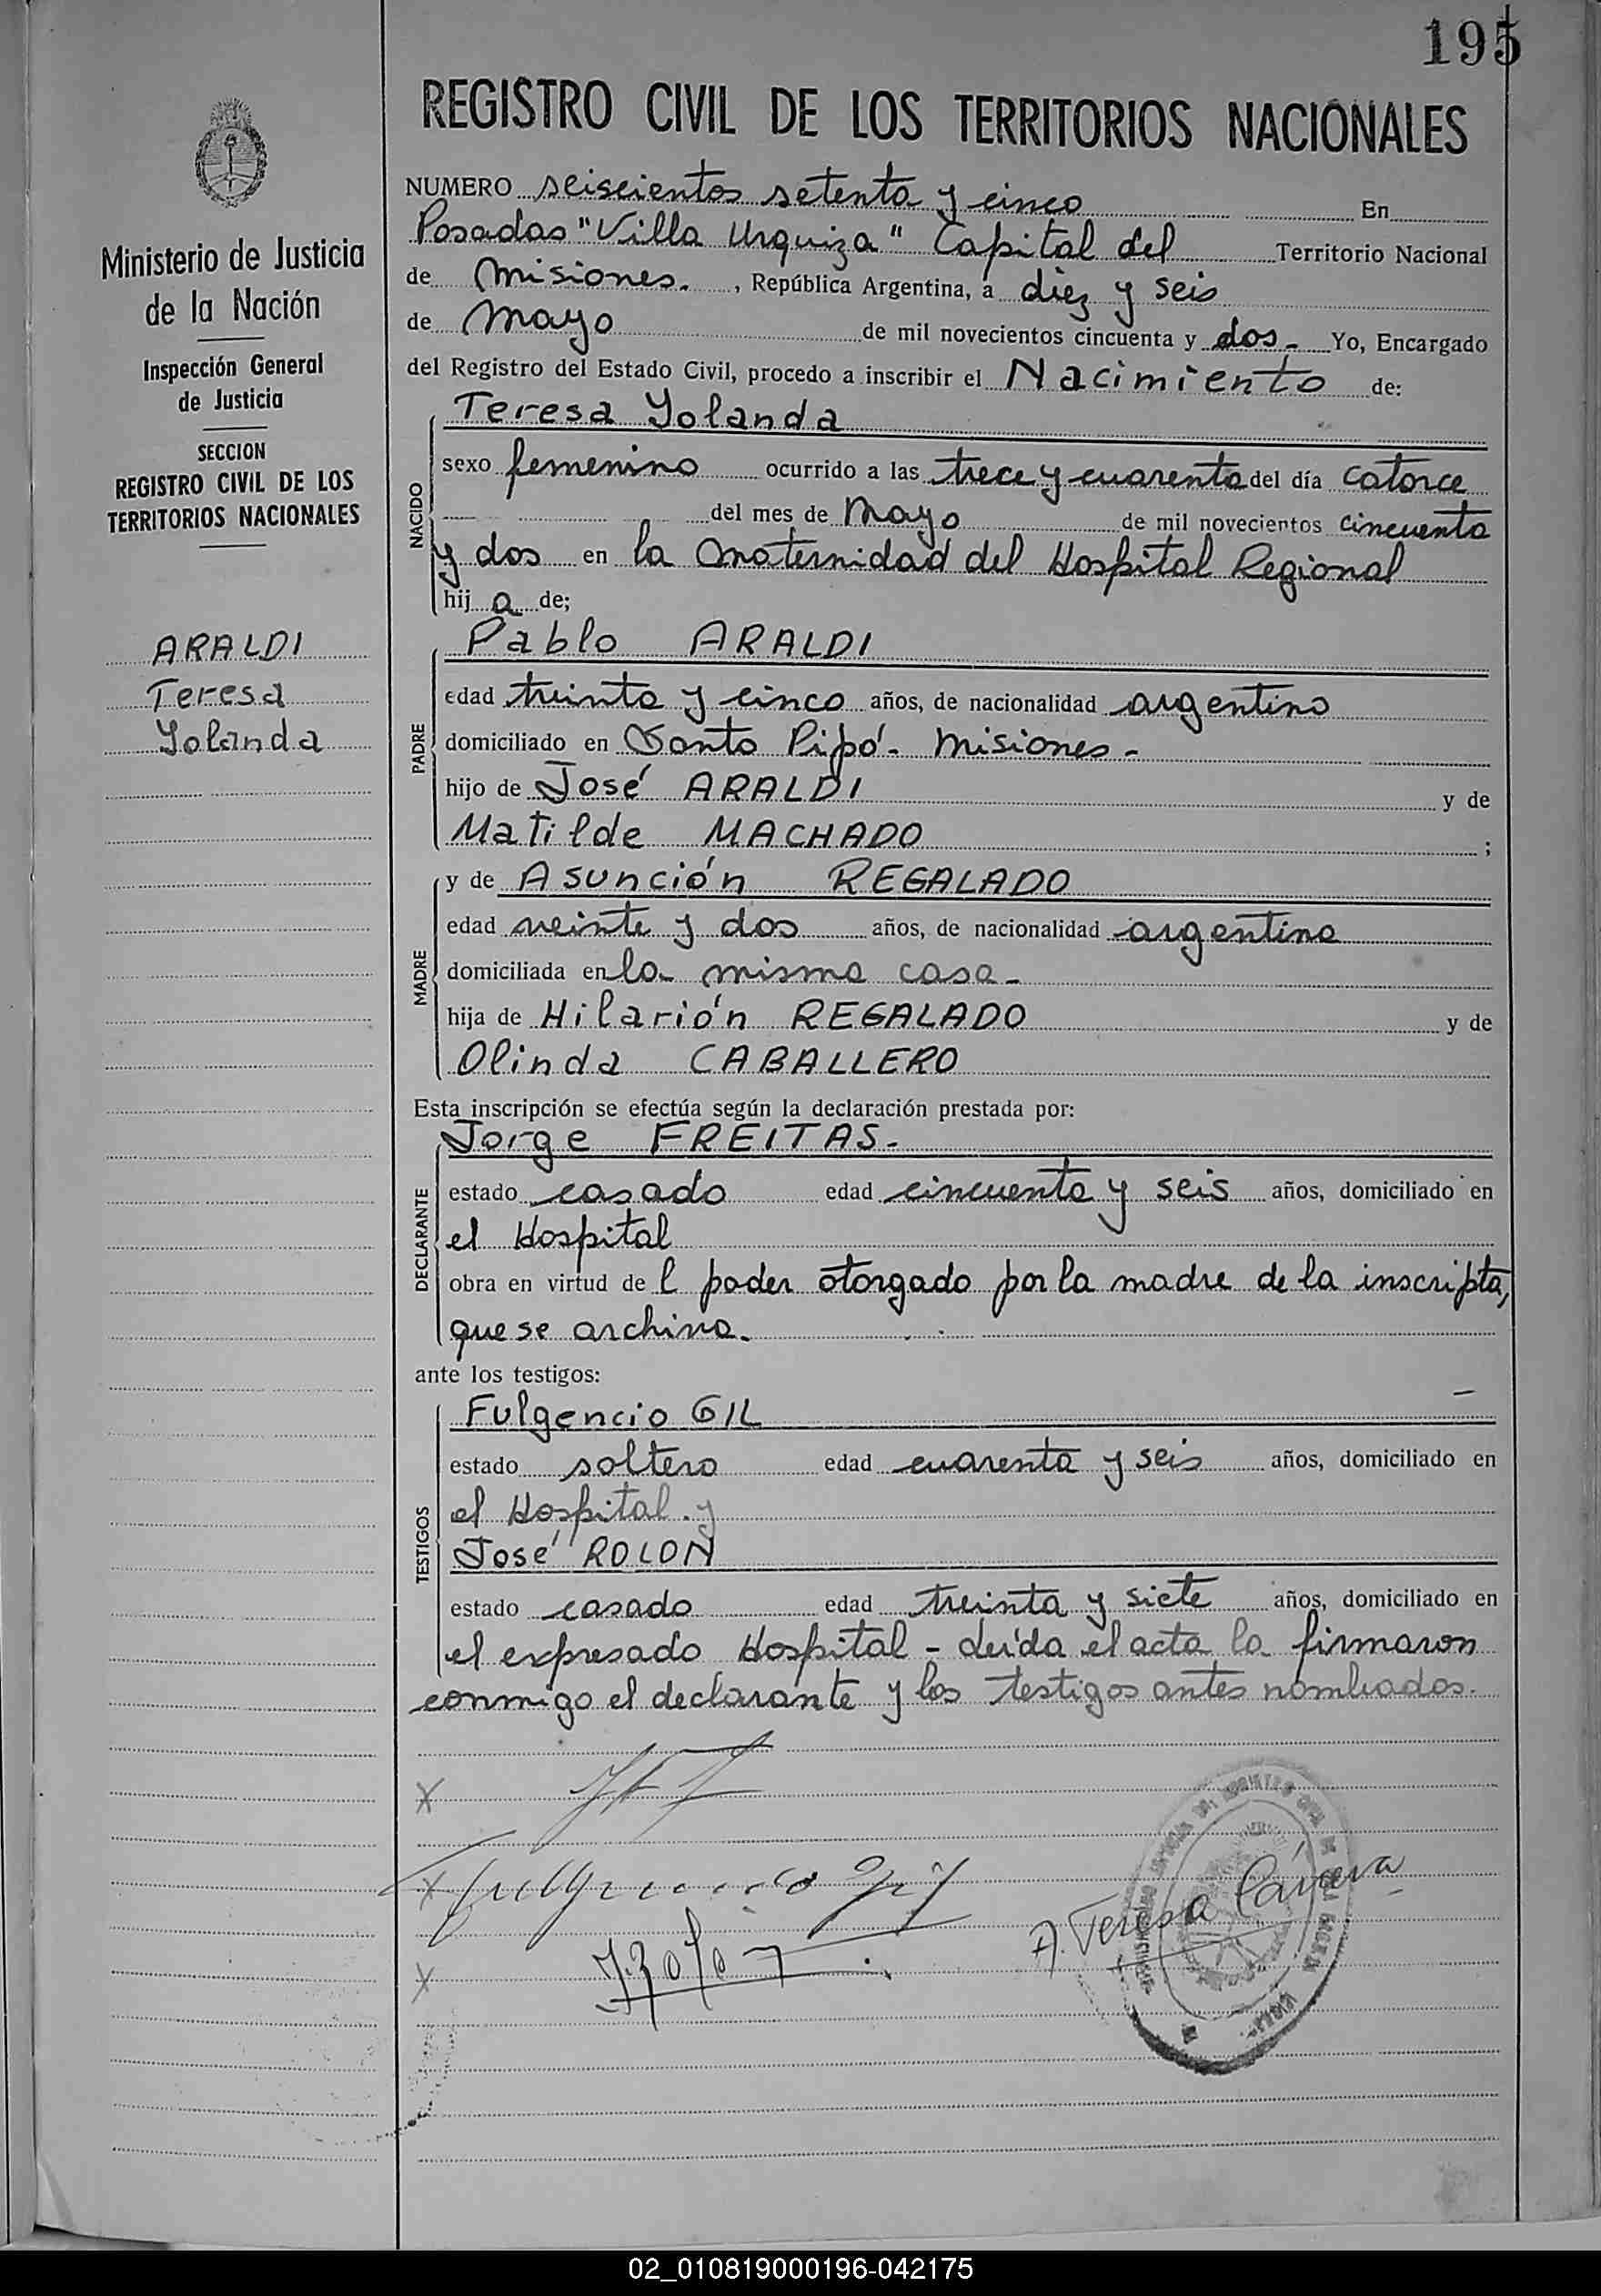 195
REGISTRO CIVIL DE LOS TERRITORIOS NACIONALES
Ministerio de Justicia
de la Nación
Inspección General
de Justicia
SECCION
REGISTRO CIVIL DE LOS
TERRITORIOS NACIONALES
ARALDI
Teresa
Yolanda
NUMERO seiscientos setenta y cinco En
Posadas "Villa Urquiza" Capital del Territorio Nacional
de Misiones. , República Argentina, a diez y seis
de Mayo de mil novecientos cincuenta y dos.- Yo, Encargado
del Registro del Estado Civil, procedo a inscribir el Nacimiento de:
NACIDO
Teresa Yolanda
sexo femenino ocurrido a las trece y cuarenta del día catorce
del mes de Mayo de mil novecientos cincuenta
y dos en la Maternidad del Hospital Regional
hij a de;
PADRE
Pablo ARALDI
edad treinta y cinco años, de nacionalidad argentino
domiciliado en Santo Pipó.- Misiones.-
hijo de José ARALDI y de
Matilde MACHADO ;
MADRE
y de Asunción REGALADO
edad veinte y dos años, de nacionalidad argentina
domiciliada en la misma casa.-
hija de Hilarión REGALADO y de
Olinda CABALLERO
Esta inscripción se efectúa según la declaración prestada por:
DECLARANTE
Jorge FREITAS.-
estado casado edad cincuenta y seis años, domiciliado en
el Hospital
obra en virtud de l poder otorgado por la madre de la inscripta,
que se archiva.
ante los testigos:
TESTIGOS
Fulgencio GIL
estado soltero edad cuarenta y seis años, domiciliado en
el Hospital. y
José ROLON
estado casado edad treinta y siete años, domiciliado en
el expresado Hospital - Leída el acta la firmaron
conmigo el declarante y los testigos antes nombrados.
X
X Fulgencio Gil
A. Teresa
X J. Rolon
02_010819000196-042175